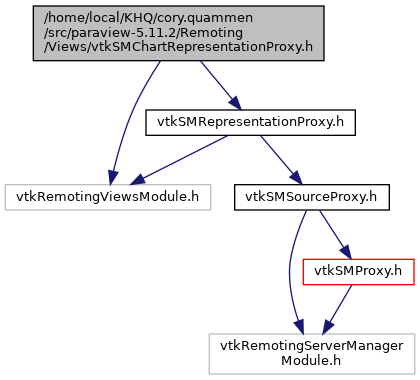 /home/local/KHQ/cory.quammen
/src/paraview-5.11.2/Remoting
/Views/vtkSMChartRepresentationProxy.h
vtkSMRepresentationProxy.h
vtkRemotingViewsModule.h
vtkSMSourceProxy.h
vtkSMProxy.h
vtkRemotingServerManager
Module.h